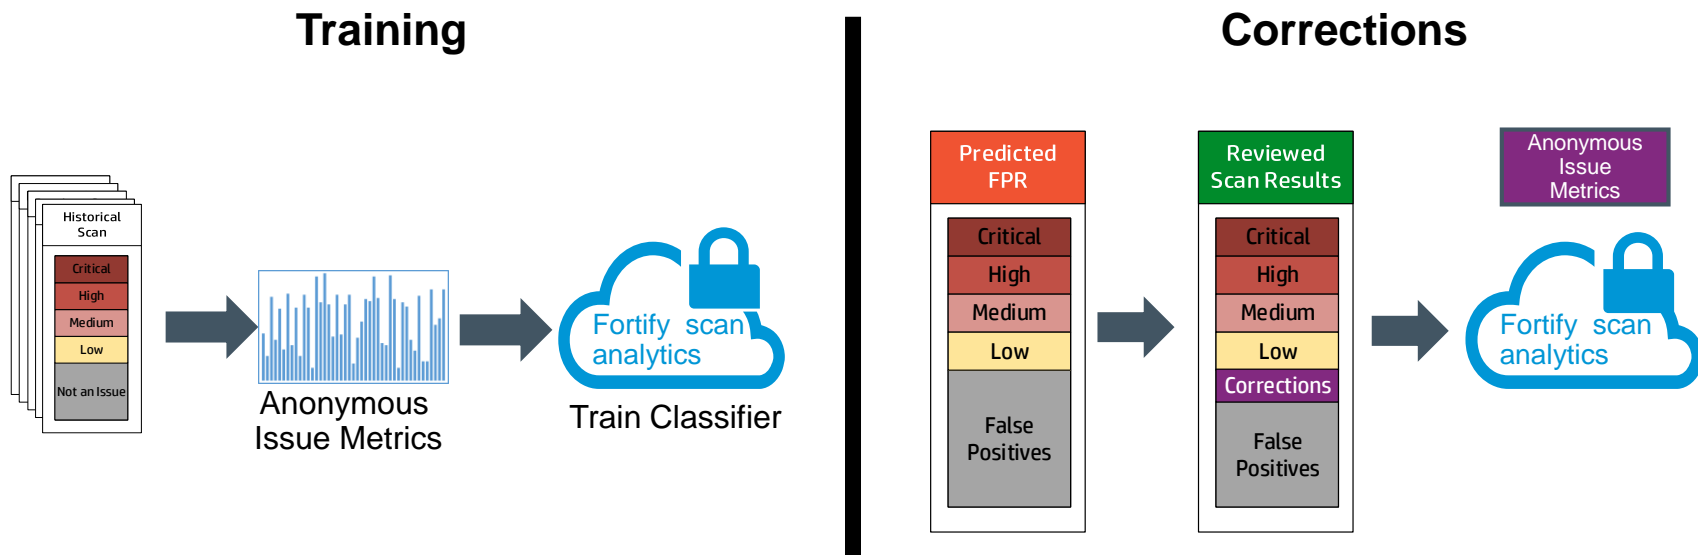 Training
Historical
Scan
Critical
High
Medium
Low
Not an Issue
Anonymous
Issue Metrics
Fortify scan
analytics
Train Classifier
Corrections
Predicted
FPR
Critical
High
Medium
Low
False
Positives
Reviewed
Scan Results
Critical
High
Medium
Low
Corrections
False
Positives
Anonymous
Issue
Metrics
Fortify scan
analytics